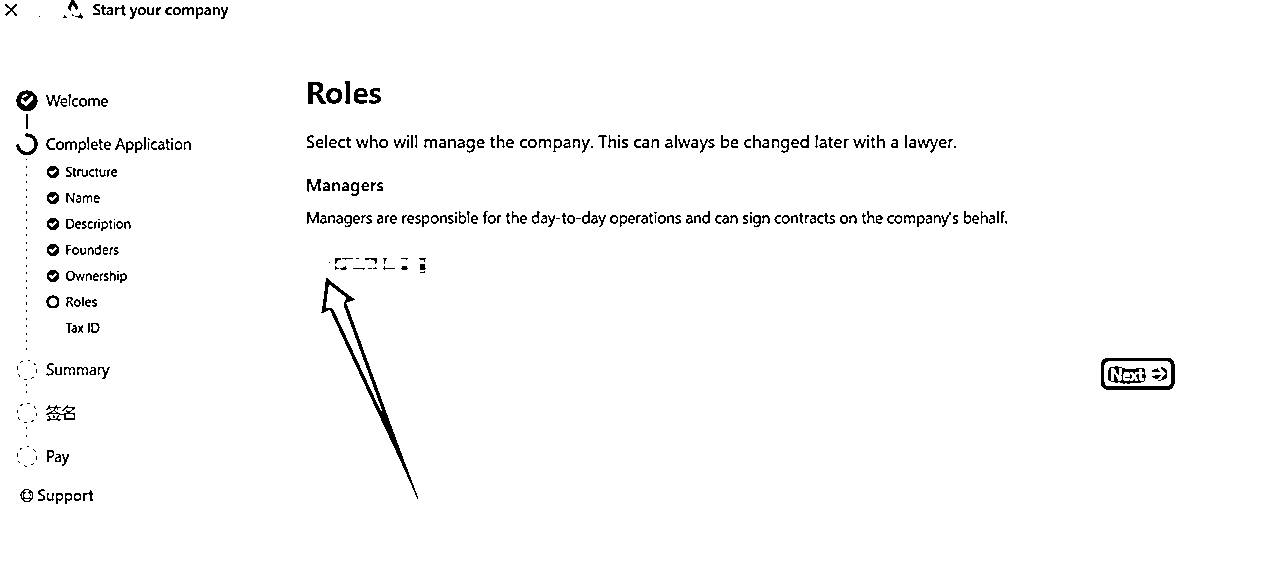 Start your company
Welcome
Complete Application
Structure
Name
Description
Founders
Ownership
Roles
Tax ID
Summary
签名
Pay
Support
Roles
Select who will manage the company. This can always be changed later with a lawyer.
Managers
Managers are responsible for the day-to-day operations and can sign contracts on the company's behalf.
Next